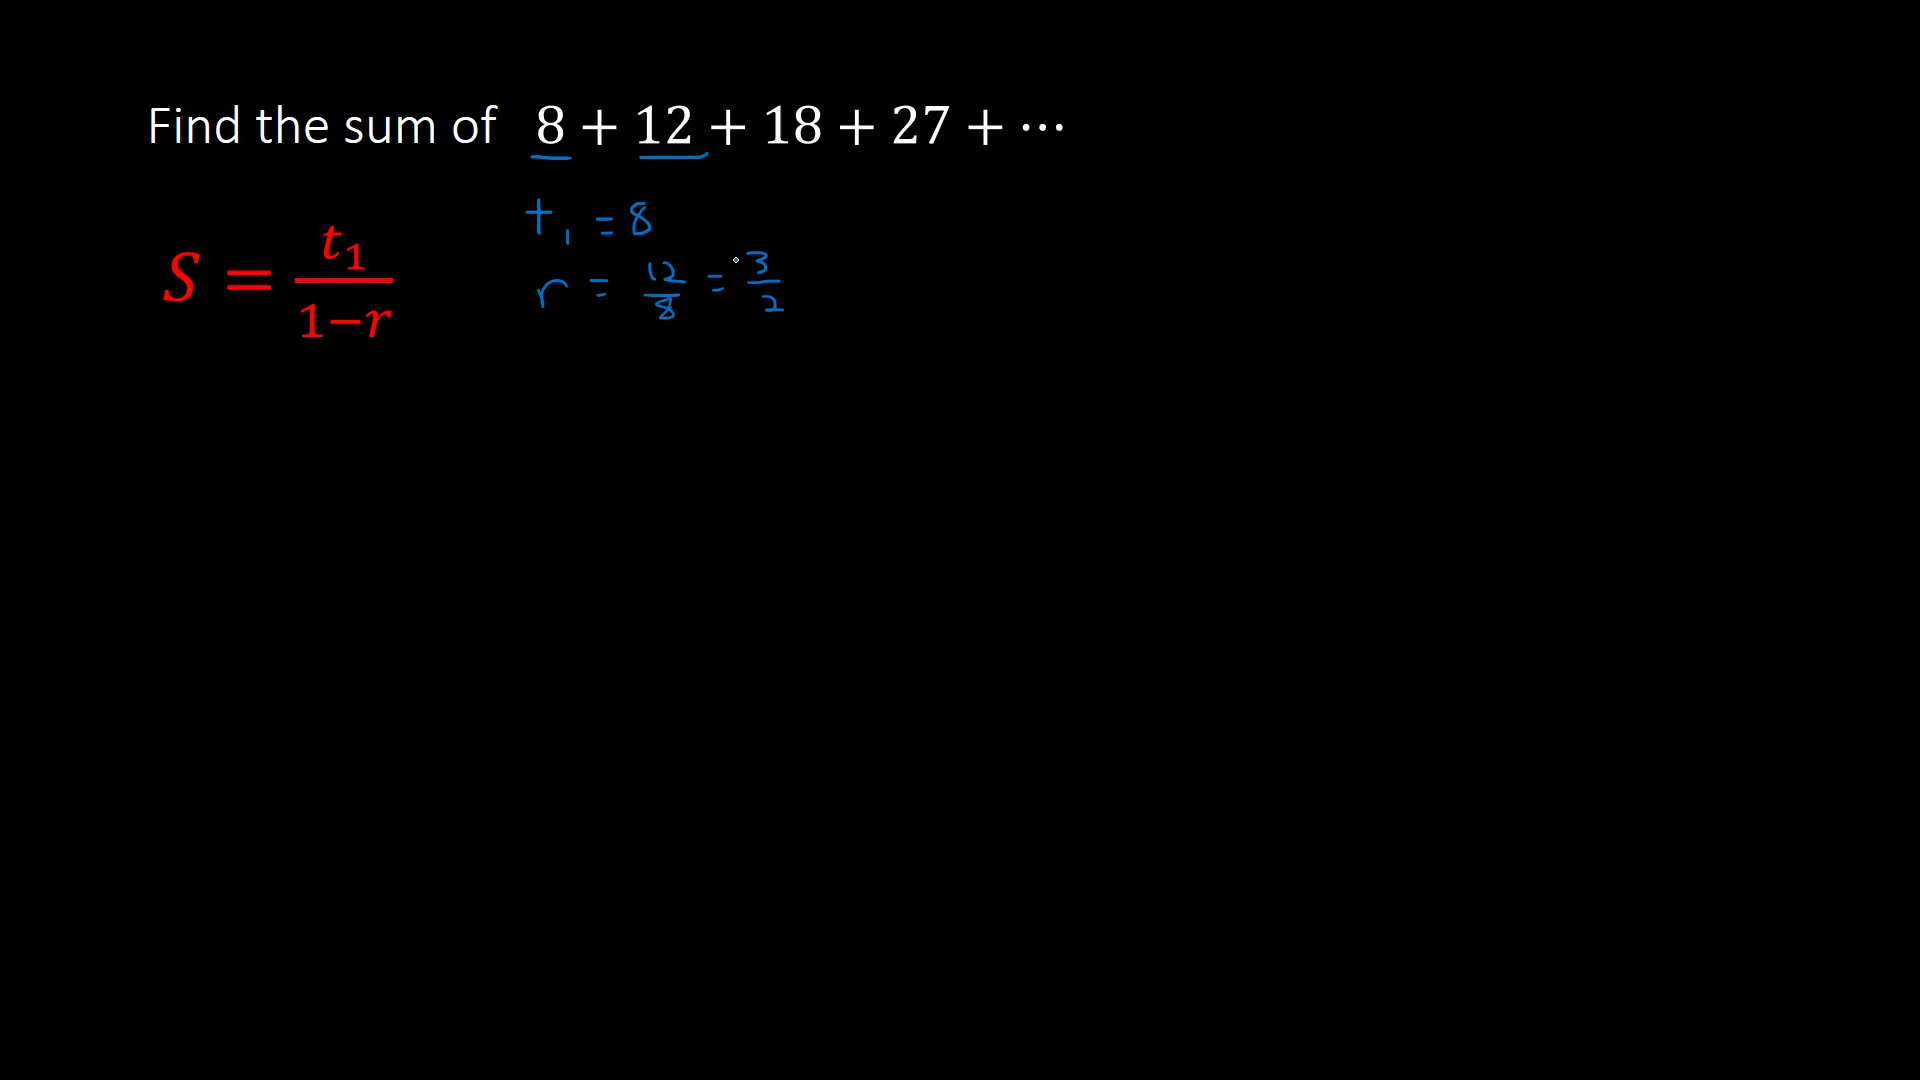 Find the sum of 8 + 12 + 18 + 27 + ⋯
t₁ = 8
S = t₁/(1−r)
r = 12/8 = 3/2